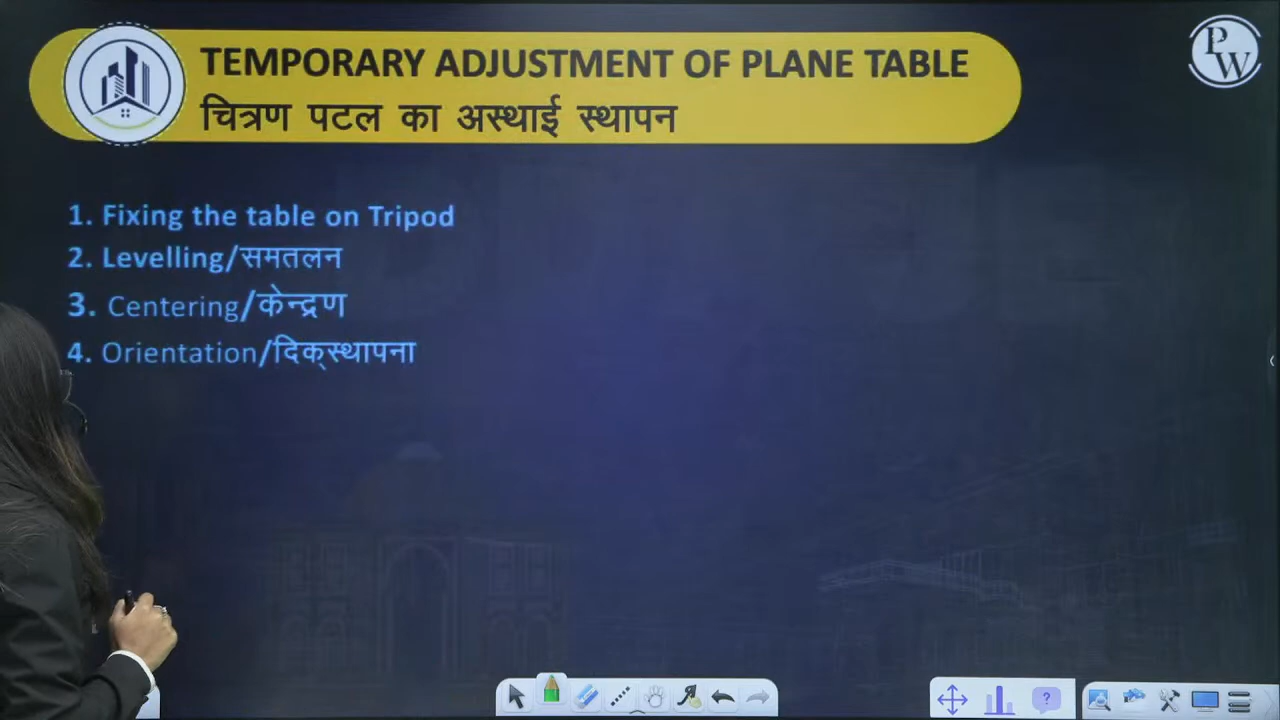 TEMPORARY ADJUSTMENT OF PLANE TABLE
चित्रण पटल का अस्थाई स्थापन
PW
1. Fixing the table on Tripod
2. Levelling/समतलन
3. Centering/केन्द्रण
4. Orientation/दिक्स्थापना
?